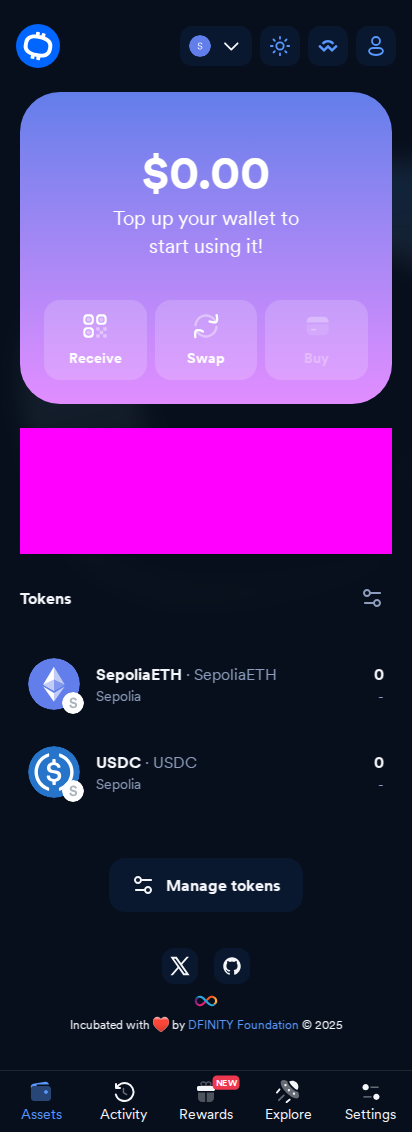 S
$0.00
Top up your wallet to
start using it!
Receive
Swap
Buy
Tokens
SepoliaETH · SepoliaETH
0
S
Sepolia
-
USDC · USDC
0
S
Sepolia
-
Manage tokens
Incubated with ❤️ by DFINITY Foundation © 2025
NEW
Assets
Activity
Rewards
Explore
Settings